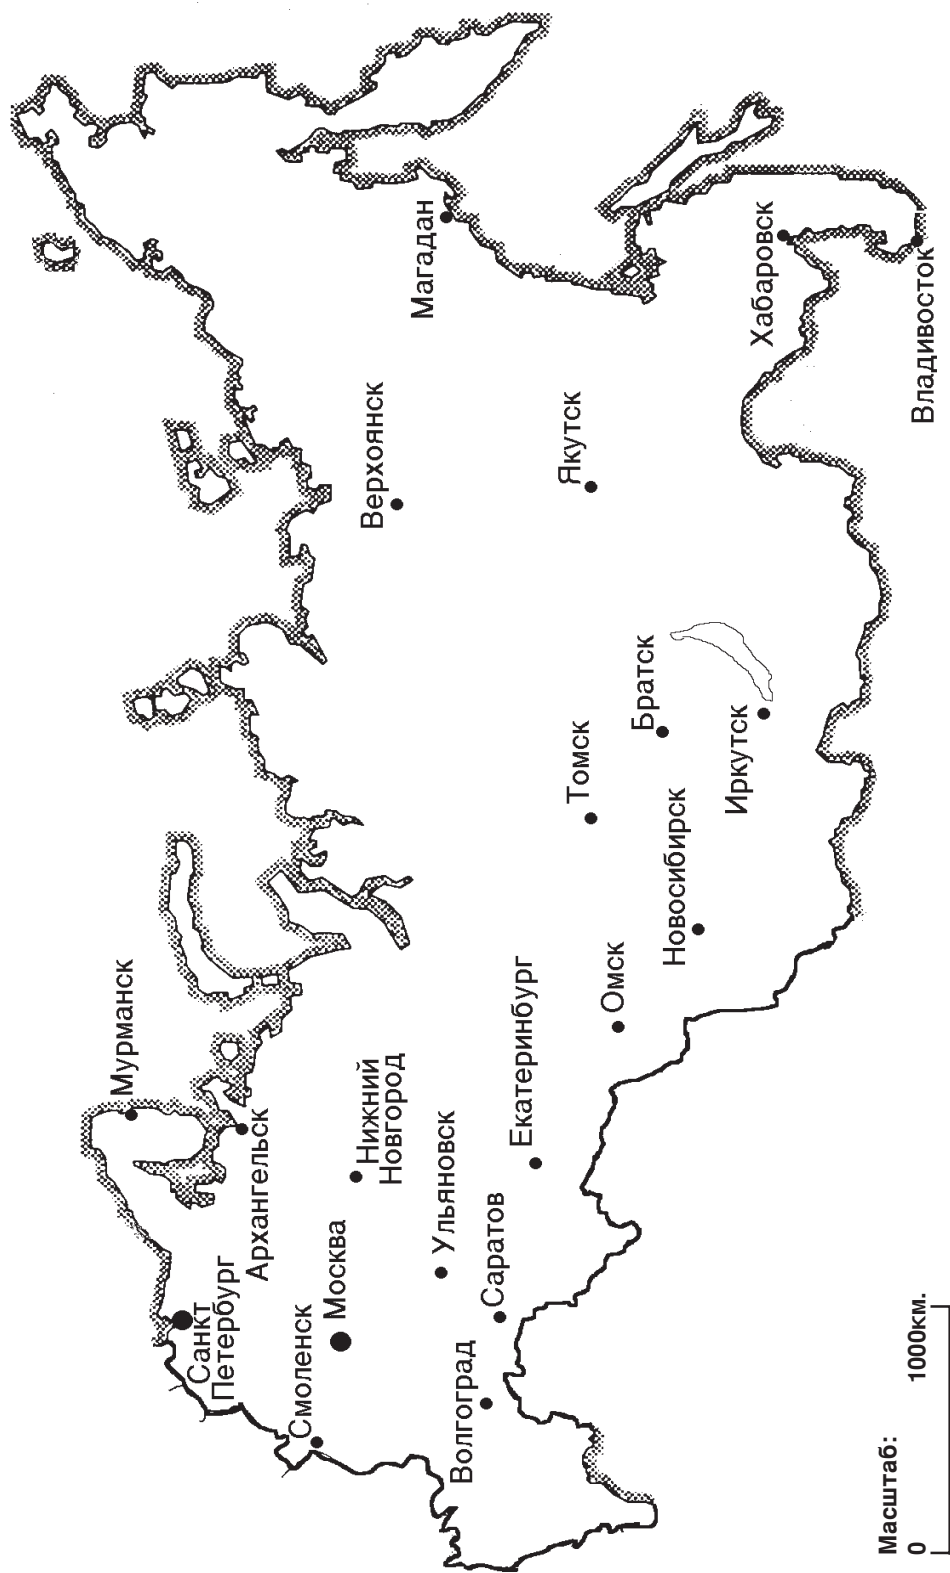 Мурманск
Архангельск
Санкт
Петербург
Смоленск
Москва
Нижний
Новгород
Ульяновск
Волгоград
Саратов
Екатеринбург
Омск
Новосибирск
Томск
Братск
Иркутск
Верхоянск
Якутск
Магадан
Хабаровск
Владивосток
Масштаб:
0 1000км.